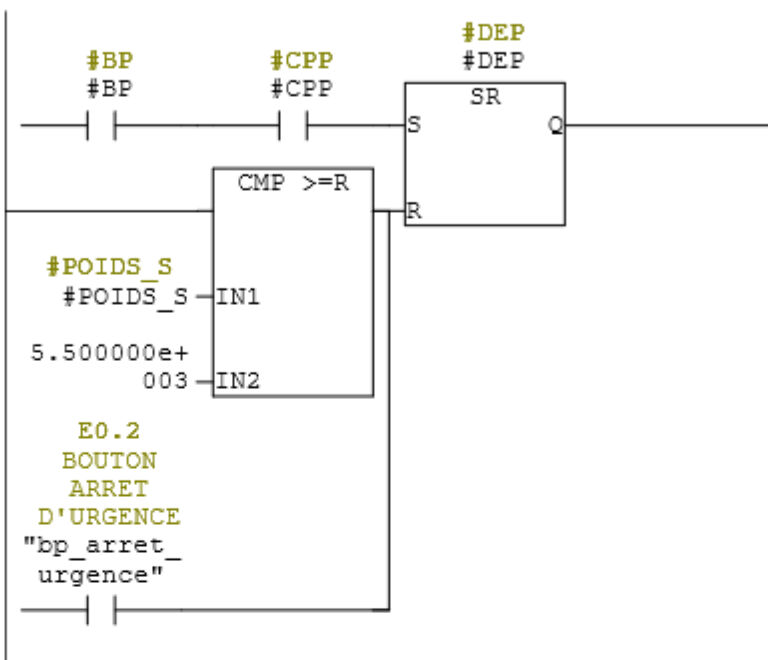 #DEP
#DEP
#BP
#CPP
#BP
#CPP
SR
S
Q
CMP >=R
R
#POIDS_S
#POIDS_S
IN1
5.500000e+
003
IN2
E0.2
BOUTON
ARRET
D'URGENCE
"bp_arret_
urgence"